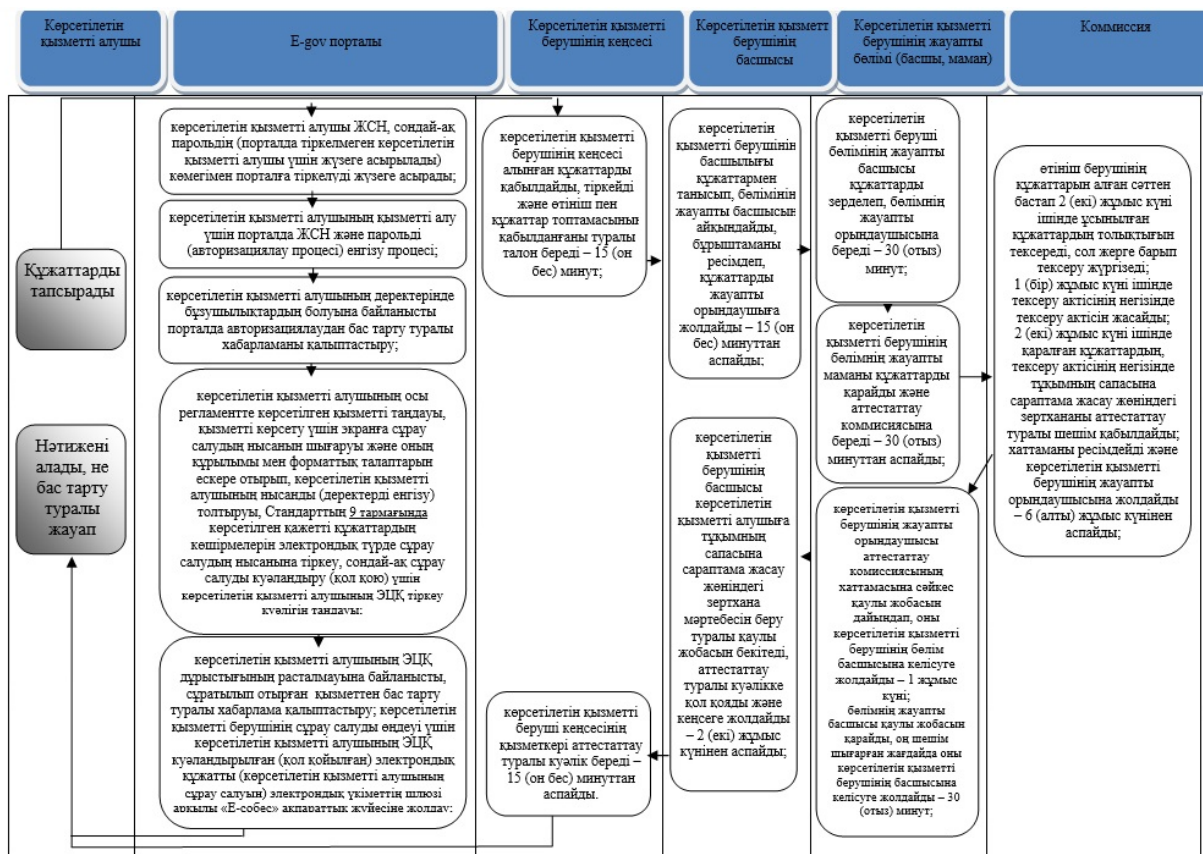 Көрсетілетін
қызметті алушы
E-gov порталы
Көрсетілетін қызметті
берушінің кеңсесі
Көрсетілетін қызметт
берушінің
басшысы
Көрсетілетін қызметті
берушінің жауапты
бөлімі (басшы, маман)
Коммиссия
Құжаттарды
тапсырады
Нәтижені
алады, не
бас тарту
туралы
жауап
көрсетілетін қызметті алушы ЖСН, сондай-ақ
парольдің (порталда тіркелмеген көрсетілетін
қызметті алушы үшін жүзеге асырылады)
көмегімен порталға тіркелуді жүзеге асырады;
көрсетілетін қызметті алушының қызметті алу
үшін порталда ЖСН және парольді
(авторизациялау процесі) енгізу процесі;
көрсетілетін қызметті алушының деректерінде
бұзушылықтардың болуына байланысты
порталда авторизациялаудан бас тарту туралы
хабарламаны қалыптастыру;
көрсетілетін қызметті алушының осы
регламентте көрсетілген қызметті таңдауы,
қызметті көрсету үшін экранға сұрау
салудың нысанын шығаруы және оның
құрылымы мен форматтық талаптарын
ескере отырып, көрсетілетін қызметті
алушының нысанды (деректерді енгізу)
толтыруы, Стандарттың 9 тармағында
көрсетілген қажетті құжаттардың
көшірмелерін электрондық түрде сұрау
салудың нысанына тіркеу, сондай-ақ сұрау
салуды куәландыру (қол қою) үшін
көрсетілетін қызметті алушының ЭЦҚ тіркеу
куәлігін таңдауы;
көрсетілетін қызметті алушының ЭЦҚ
дұрыстығының расталмауына байланысты,
сұратылып отырған қызметтен бас тарту
туралы хабарлама қалыптастыру; көрсетілетін
қызметті берушінің сұрау салуды өңдеуі үшін
көрсетілетін қызметті алушының ЭЦҚ
куәландырылған (қол қойылған) электрондық
құжатты (көрсетілетін қызметті алушының
сұрау салуын) электрондық үкіметтің шлюзі
арқылы «Е-собес» ақпараттық жүйесіне жолдау;
көрсетілетін қызметті
берушінің кеңсесі
алынған құжаттарды
қабылдайды, тіркейді
және өтініш пен
құжаттар топтамасының
қабылданғаны туралы
талон береді – 15 (он
бес) минут;
көрсетілетін қызметті
беруші кеңсесінің
қызметкері аттестаттау
туралы куәлік береді –
15 (он бес) минуттан
аспайды.
көрсетілетін
қызметті берушінің
басшылығы
құжаттармен
танысып, бөлімінің
жауапты басшысын
айқындайды,
бұрыштаманы
ресімдеп,
құжаттарды
жауапты
орындаушыға
жолдайды – 15 (он
бес) минуттан
аспайды;
көрсетілетін
қызметті
берушінің
басшысы
көрсетілетін
қызметті алушыға
тұқымның
сапасына
сараптама жасау
жөніндегі
зертхана
мәртебесін беру
туралы қаулы
жобасын бекітеді,
аттестаттау
туралы куәлікке
қол қояды және
кеңсеге жолдайды
– 2 (екі) жұмыс
күнінен аспайды;
көрсетілетін
қызметті беруші
бөлімінің жауапты
басшысы
құжаттарды
зерделеп, бөлімнің
жауапты
орындаушысына
береді – 30 (отыз)
минут;
көрсетілетін
қызметті берушінің
бөлімнің жауапты
маманы құжаттарды
қарайды және
аттестаттау
коммисиясына
береді – 30 (отыз)
минуттан аспайды;
көрсетілетін қызметті
берушінің жауапты
орындаушысы
аттестаттау
комиссиясының
хаттамасына сәйкес
қаулы жобасын
дайындап, оны
көрсетілетін қызметті
берушінің бөлім
басшысына келісуге
жолдайды – 1 жұмыс
күні;
бөлімнің жауапты
басшысы қаулы жобасын
қарайды, оң шешім
шығарған жағдайда оны
көрсетілетін қызметті
берушінің басшысына
келісуге жолдайды – 30
(отыз) минут;
өтініш берушінің
құжаттарын алған сәттен
бастап 2 (екі) жұмыс күні
ішінде ұсынылған
құжаттардың толықтығын
тексереді, сол жерге барып
тексеру жүргізеді;
1 (бір) жұмыс күні ішінде
тексеру актісінің негізінде
тексеру актісін жасайды;
2 (екі) жұмыс күні ішінде
қаралған құжаттардың,
тексеру актісінің негізінде
тұқымның сапасына
сараптама жасау жөніндегі
зертхананы аттестаттау
туралы шешім қабылдайды;
хаттаманы ресімдейді және
көрсетілетін қызметті
берушінің жауапты
орындаушысына жолдайды
– 6 (алты) жұмыс күнінен
аспайды;